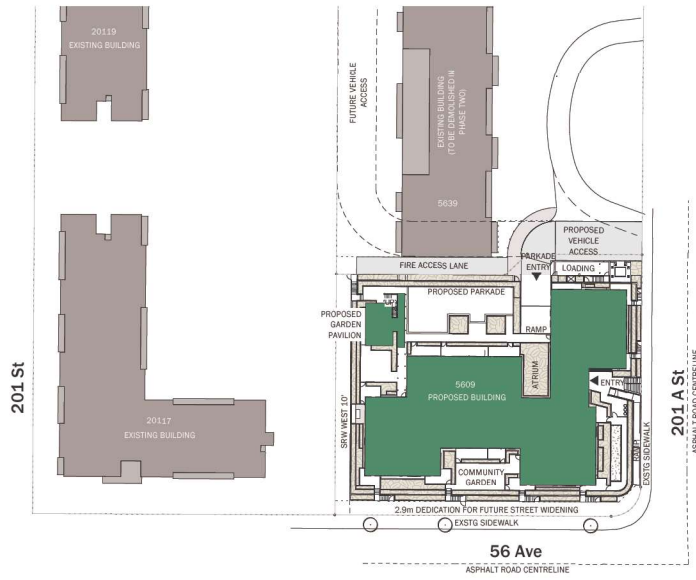 20119
EXISTING BUILDING
FUTURE VEHICLE
ACCESS
EXISTING BUILDING
(TO BE DEMOLISHED IN
PHASE TWO)
5639
PROPOSED
VEHICLE
ACCESS
PARKADE
ENTRY
FIRE ACCESS LANE
LOADING
PROPOSED PARKADE
PROPOSED
GARDEN
PAVILION
RAMP
ATRIUM
5609
PROPOSED BUILDING
ENTRY
201 St
20117
EXISTING BUILDING
SRW WEST 10'
RAMP
EXSTG SIDEWALK
201 A St
ASPHALT ROAD CENTRELINE
COMMUNITY
GARDEN
2.9m DEDICATION FOR FUTURE STREET WIDENING
EXSTG SIDEWALK
56 Ave
ASPHALT ROAD CENTRELINE